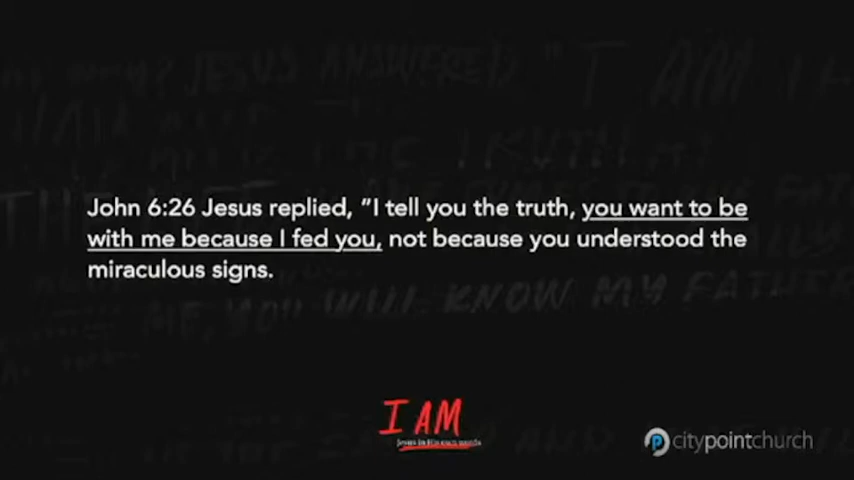 John 6:26 Jesus replied, "I tell you the truth, you want to be
with me because I fed you, not because you understood the
miraculous signs.
I AM
citypointchurch